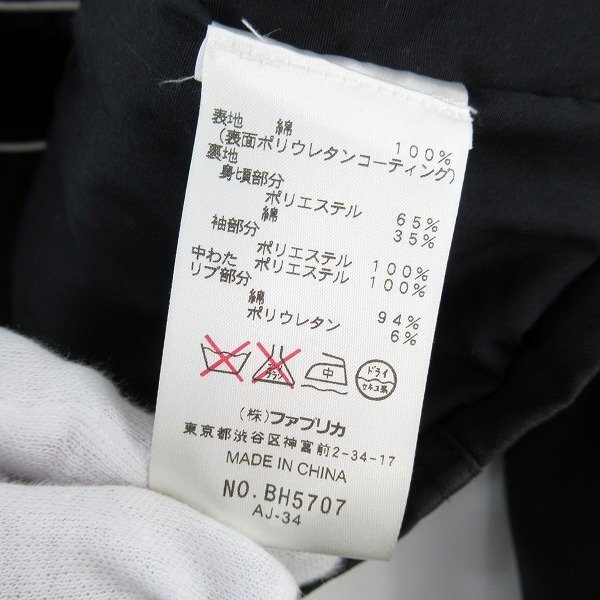 表地 綿 100%
(表面ポリウレタンコーティング)
裏地
身頃部分
ポリエステル 65%
綿 35%
袖部分
ポリエステル 100%
中わた ポリエステル 100%
リブ部分
綿 94%
ポリウレタン 6%
中 ドライ
セキユ系
(株)ファブリカ
東京都渋谷区神宮前2-34-17
MADE IN CHINA
NO.BH5707
AJ-34